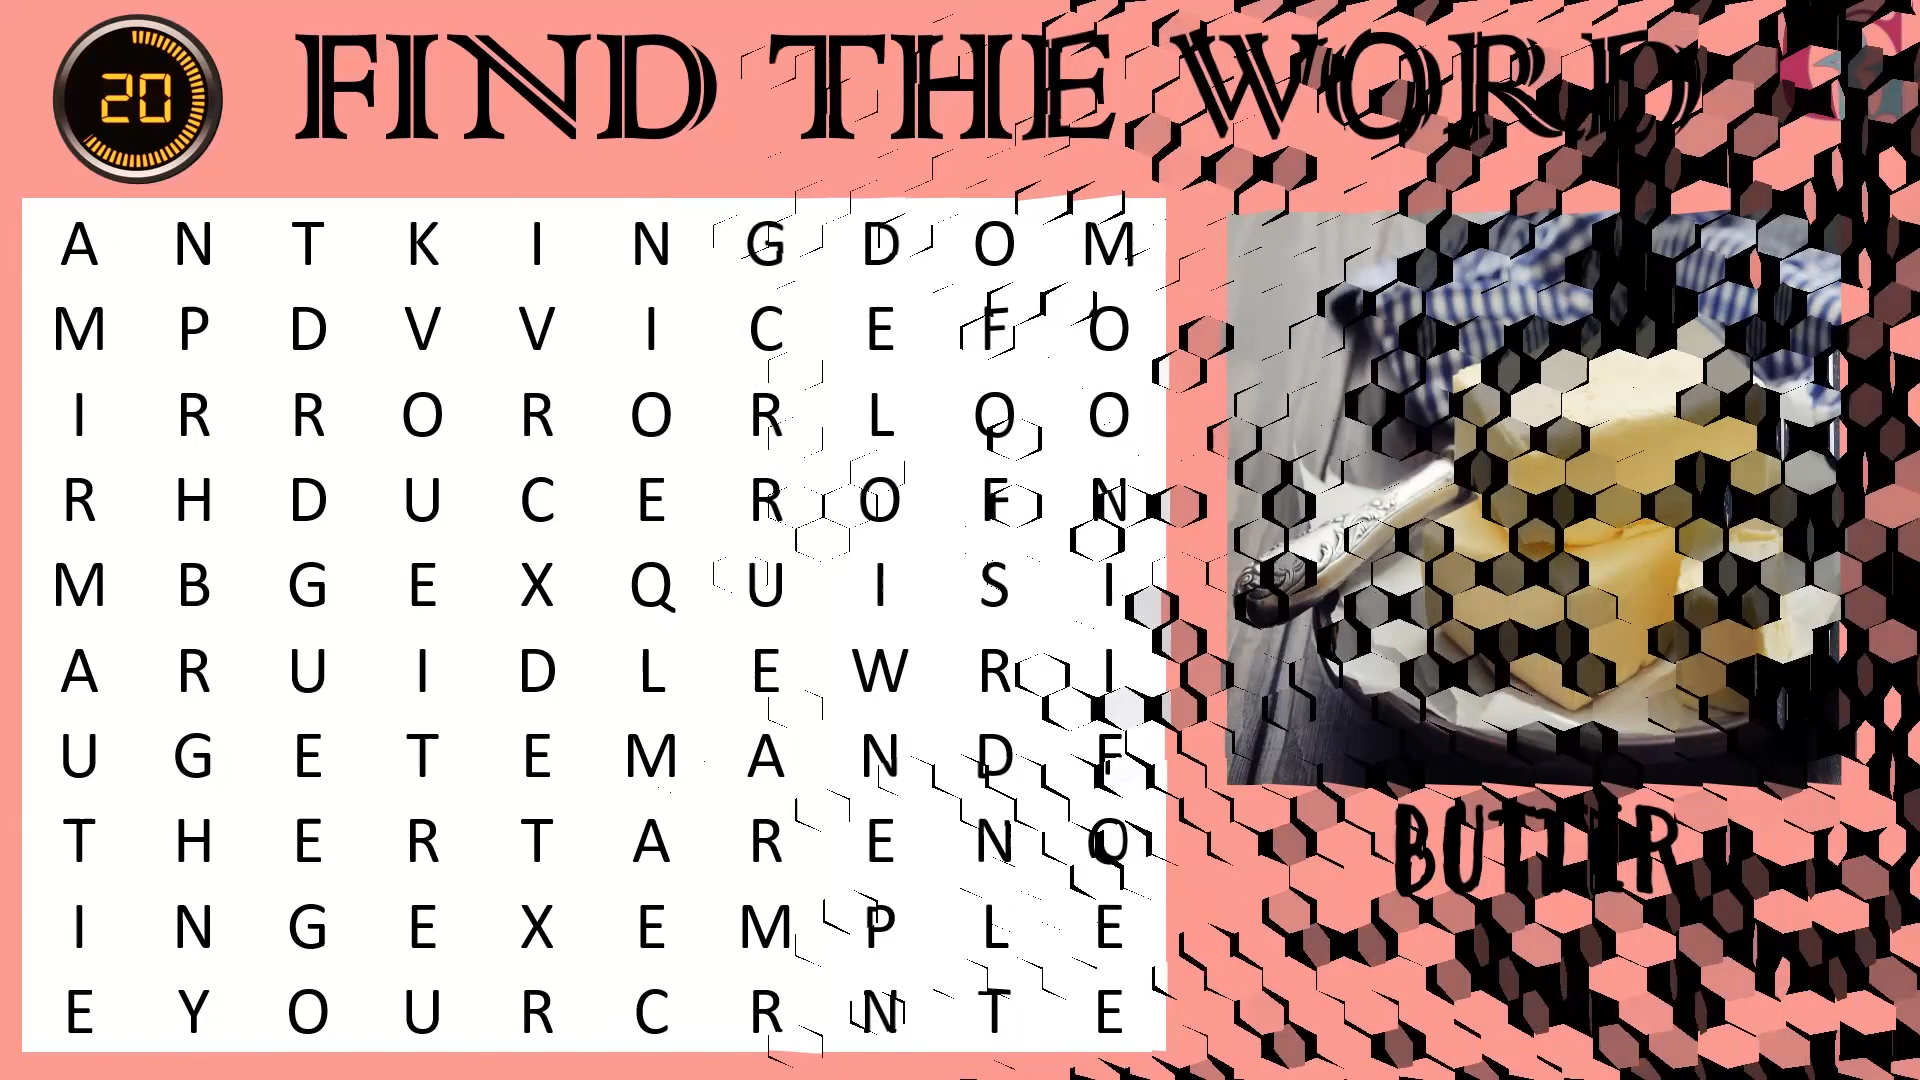 20
FIND THE WORD
A N T K I N G D O M
M P D V V I C E F O
I R R O R O R L O O
R H D U C E R O F N
M B G E X Q U I S I
A R U I D L E W R I
U G E T E M A N D F
T H E R T A R E N Q
I N G E X E M P L E
E Y O U R C R N T E
BUTTER